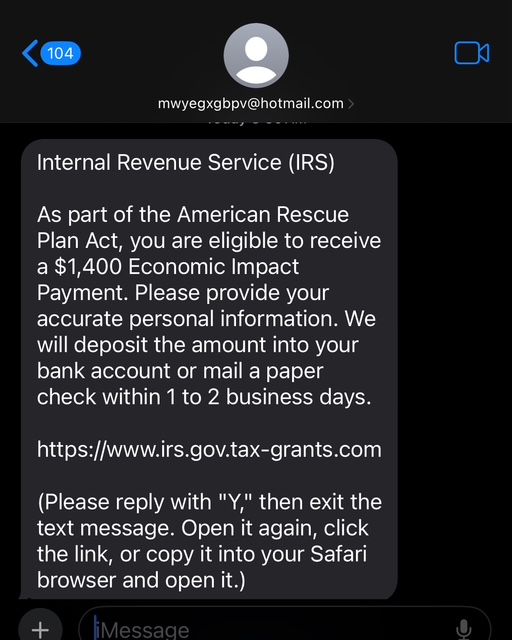 104
mwyegxgbpv@hotmail.com
Internal Revenue Service (IRS)
As part of the American Rescue
Plan Act, you are eligible to receive
a $1,400 Economic Impact
Payment. Please provide your
accurate personal information. We
will deposit the amount into your
bank account or mail a paper
check within 1 to 2 business days.
https://www.irs.gov.tax-grants.com
(Please reply with "Y," then exit the
text message. Open it again, click
the link, or copy it into your Safari
browser and open it.)
iMessage